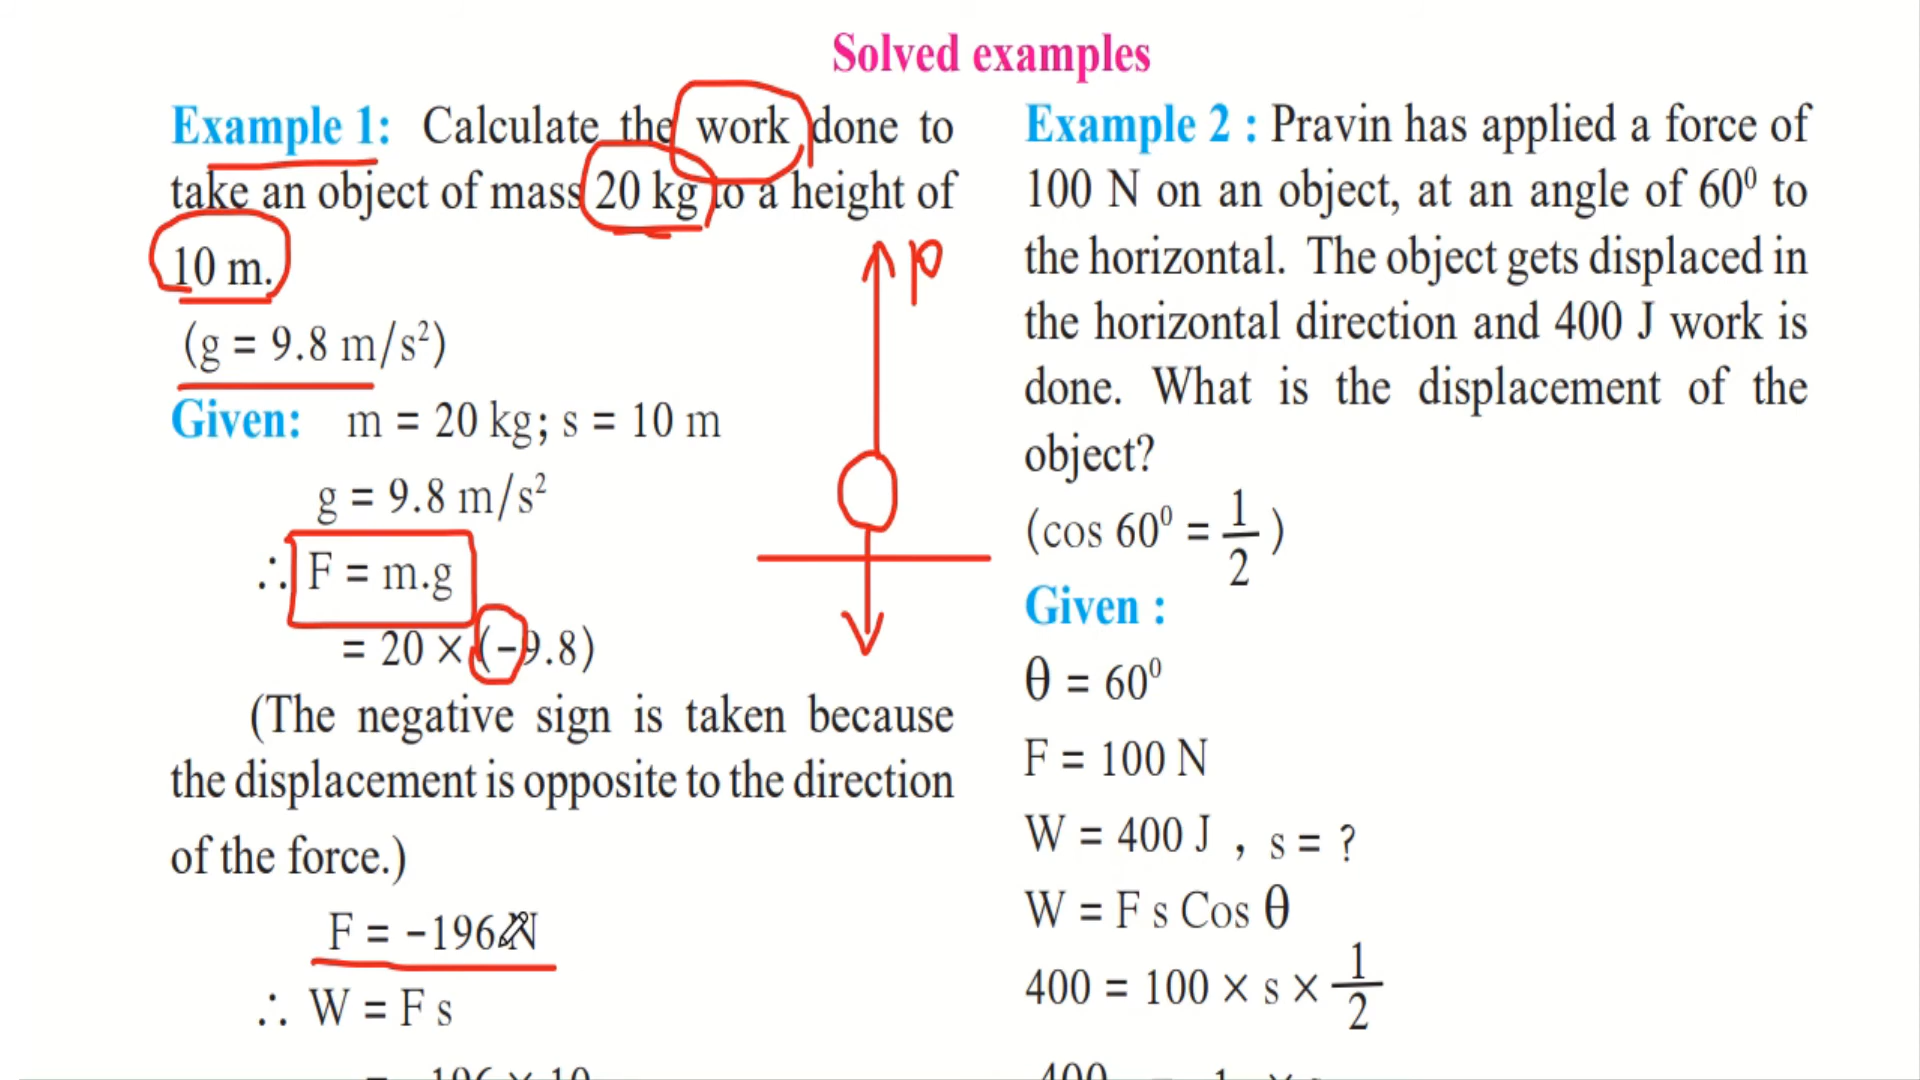 Solved examples
Example 1: Calculate the work done to
take an object of mass 20 kg to a height of
10 m.
(g = 9.8 m/s²)
Given: m = 20 kg; s = 10 m
g = 9.8 m/s²
∴ F = m.g
= 20 × (−9.8)
(The negative sign is taken because
the displacement is opposite to the direction
of the force.)
F = −196 N
∴ W = F s
Example 2 : Pravin has applied a force of
100 N on an object, at an angle of 60⁰ to
the horizontal. The object gets displaced in
the horizontal direction and 400 J work is
done. What is the displacement of the
object?
(cos 60⁰ = 1/2 )
Given :
θ = 60⁰
F = 100 N
W = 400 J , s = ?
W = F s Cos θ
400 = 100 × s × 1/2